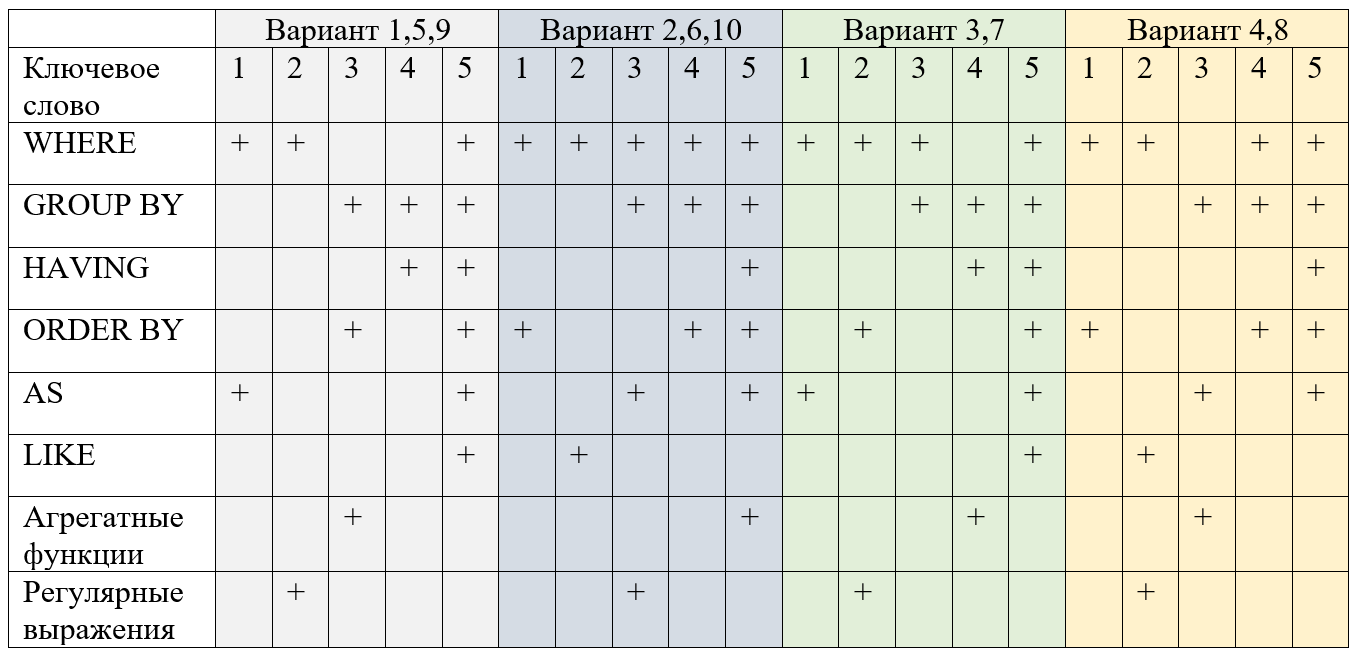 Вариант 1,5,9 Вариант 2,6,10 Вариант 3,7 Вариант 4,8
Ключевое 1 2 3 4 5 1 2 3 4 5 1 2 3 4 5 1 2 3 4 5
слово
WHERE + + + + + + + + + + + + + + + +
GROUP BY + + + + + + + + + + + +
HAVING + + + + + +
ORDER BY + + + + + + + + + +
AS + + + + + + + +
LIKE + + + +
Агрегатные + + + +
функции
Регулярные + + + +
выражения